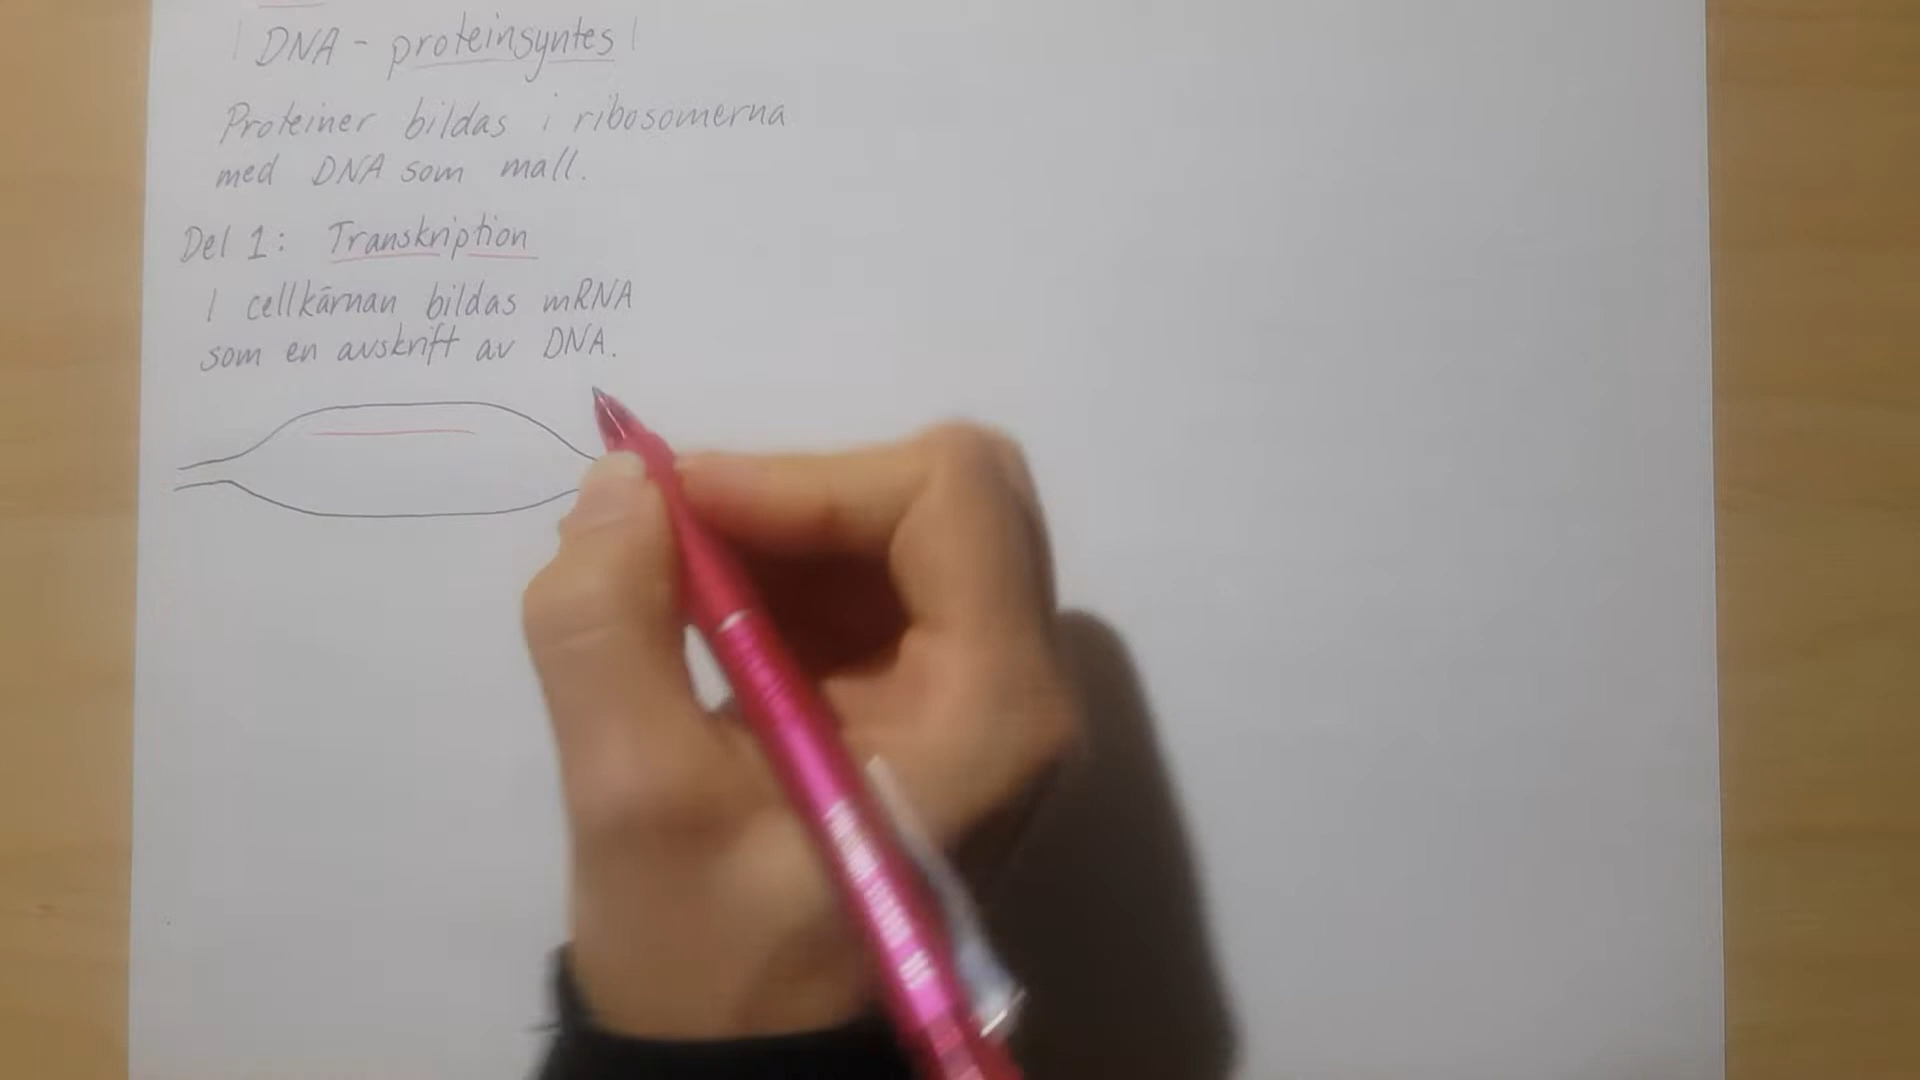 DNA - proteinsyntes
Proteiner bildas i ribosomerna
med DNA som mall.
Del 1: Transkription
I cellkärnan bildas mRNA
som en avskrift av DNA.